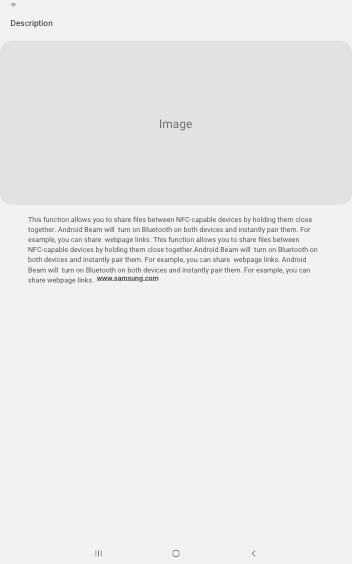 Description
Image
This function allows you to share files between NFC-capable devices by holding them close
together. Android Beam will  turn on Bluetooth on both devices and instantly pair them. For
example, you can share  webpage links. This function allows you to share files between
NFC-capable devices by holding them close together.Android Beam will  turn on Bluetooth on
both devices and instantly pair them. For example, you can share  webpage links. Android
Beam will  turn on Bluetooth on both devices and instantly pair them. For example, you can
share webpage links.  www.samsung.com